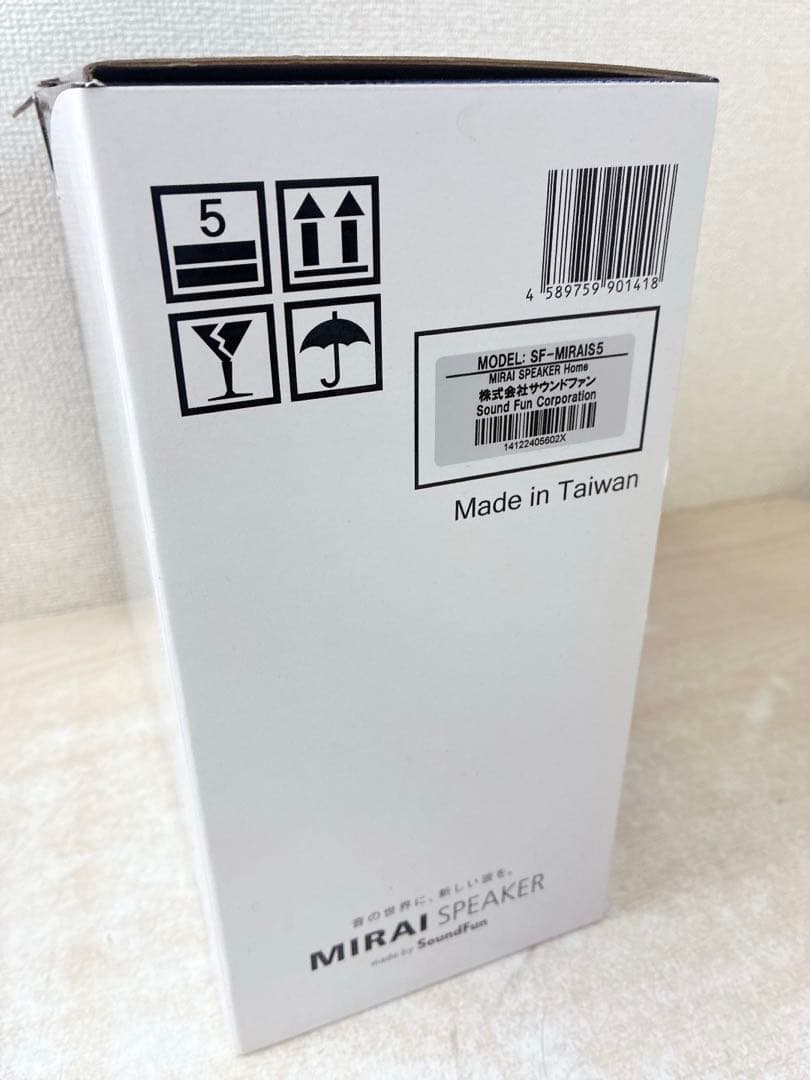 5
4 589759 901418
MODEL: SF-MIRAIS5
MIRAI SPEAKER Home
株式会社サウンドファン
Sound Fun Corporation
14122405602X
Made in Taiwan
音の世界に、新しい波を。
MIRAI SPEAKER
made by SoundFun